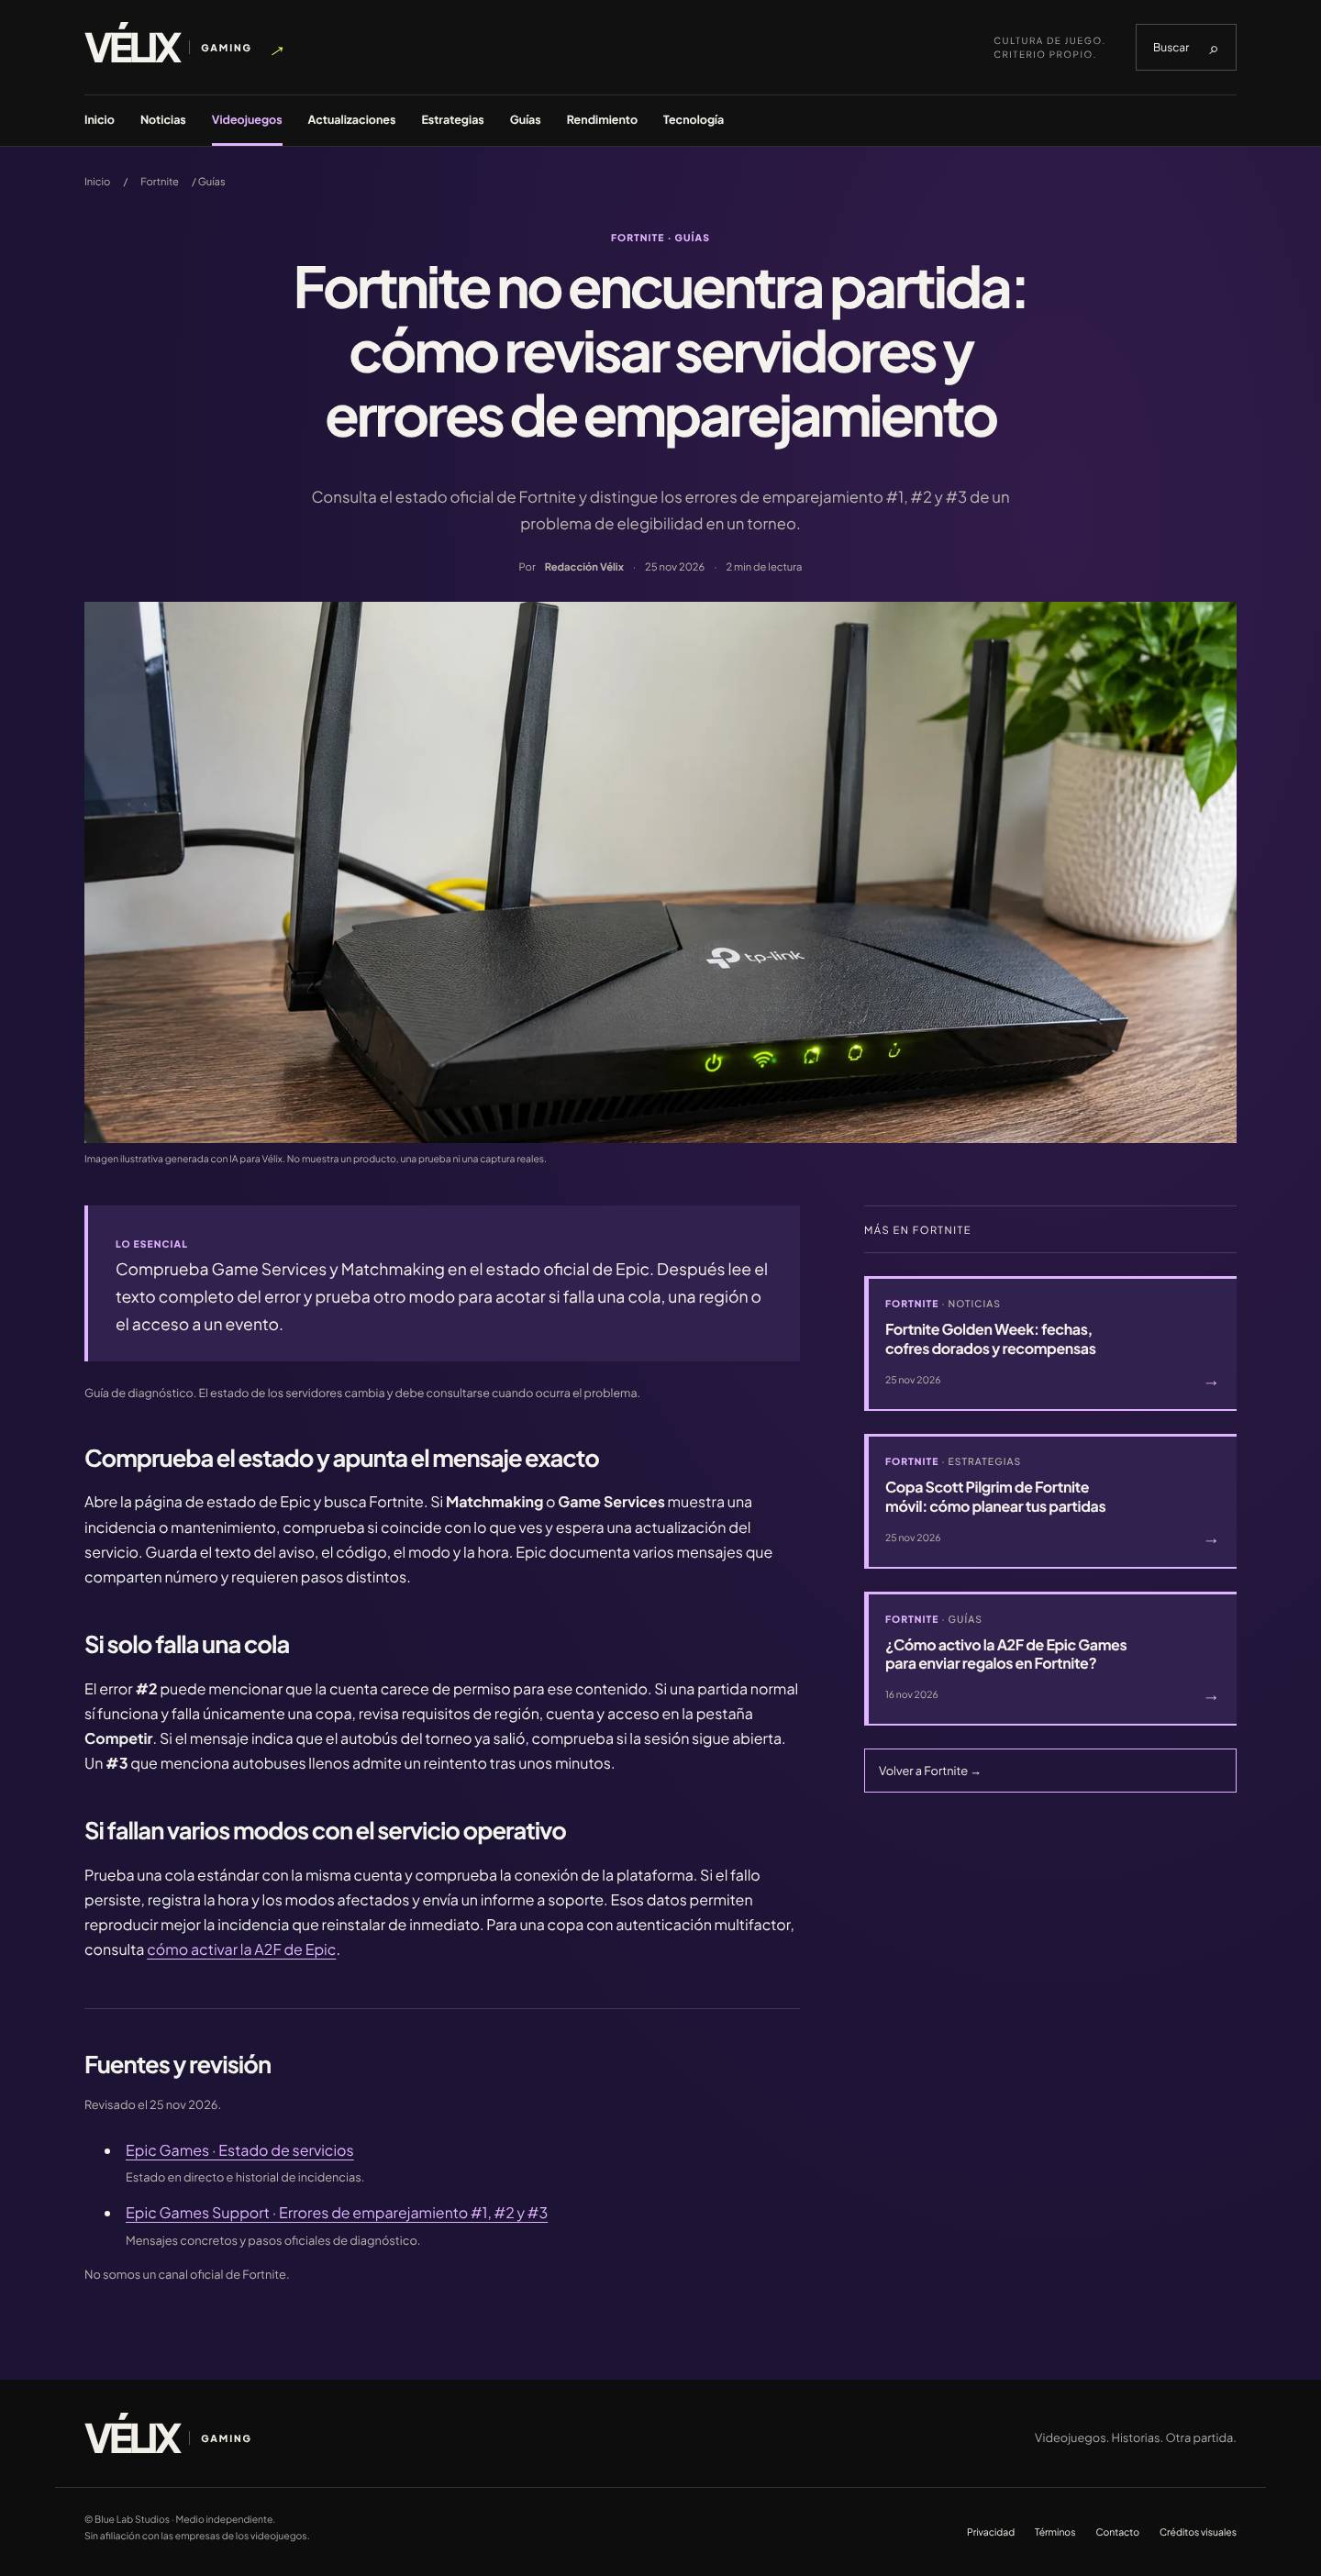 VÉLIX GAMING →
CULTURA DE JUEGO.
CRITERIO PROPIO.
Buscar ⌕
Inicio Noticias Videojuegos Actualizaciones Estrategias Guías Rendimiento Tecnología
Inicio / Fortnite / Guías
FORTNITE · GUÍAS
Fortnite no encuentra partida:
cómo revisar servidores y
errores de emparejamiento
Consulta el estado oficial de Fortnite y distingue los errores de emparejamiento #1, #2 y #3 de un
problema de elegibilidad en un torneo.
Por Redacción Vélix · 25 nov 2026 · 2 min de lectura
tp-link
Imagen ilustrativa generada con IA para Vélix. No muestra un producto, una prueba ni una captura reales.
LO ESENCIAL
Comprueba Game Services y Matchmaking en el estado oficial de Epic. Después lee el
texto completo del error y prueba otro modo para acotar si falla una cola, una región o
el acceso a un evento.
Guía de diagnóstico. El estado de los servidores cambia y debe consultarse cuando ocurra el problema.
Comprueba el estado y apunta el mensaje exacto
Abre la página de estado de Epic y busca Fortnite. Si Matchmaking o Game Services muestra una
incidencia o mantenimiento, comprueba si coincide con lo que ves y espera una actualización del
servicio. Guarda el texto del aviso, el código, el modo y la hora. Epic documenta varios mensajes que
comparten número y requieren pasos distintos.
Si solo falla una cola
El error #2 puede mencionar que la cuenta carece de permiso para ese contenido. Si una partida normal
sí funciona y falla únicamente una copa, revisa requisitos de región, cuenta y acceso en la pestaña
Competir. Si el mensaje indica que el autobús del torneo ya salió, comprueba si la sesión sigue abierta.
Un #3 que menciona autobuses llenos admite un reintento tras unos minutos.
Si fallan varios modos con el servicio operativo
Prueba una cola estándar con la misma cuenta y comprueba la conexión de la plataforma. Si el fallo
persiste, registra la hora y los modos afectados y envía un informe a soporte. Esos datos permiten
reproducir mejor la incidencia que reinstalar de inmediato. Para una copa con autenticación multifactor,
consulta cómo activar la A2F de Epic.
Fuentes y revisión
Revisado el 25 nov 2026.
Epic Games · Estado de servicios
Estado en directo e historial de incidencias.
Epic Games Support · Errores de emparejamiento #1, #2 y #3
Mensajes concretos y pasos oficiales de diagnóstico.
No somos un canal oficial de Fortnite.
MÁS EN FORTNITE
FORTNITE · NOTICIAS
Fortnite Golden Week: fechas,
cofres dorados y recompensas
25 nov 2026 →
FORTNITE · ESTRATEGIAS
Copa Scott Pilgrim de Fortnite
móvil: cómo planear tus partidas
25 nov 2026 →
FORTNITE · GUÍAS
¿Cómo activo la A2F de Epic Games
para enviar regalos en Fortnite?
16 nov 2026 →
Volver a Fortnite →
VÉLIX GAMING
Videojuegos. Historias. Otra partida.
© Blue Lab Studios · Medio independiente.
Sin afiliación con las empresas de los videojuegos.
Privacidad Términos Contacto Créditos visuales